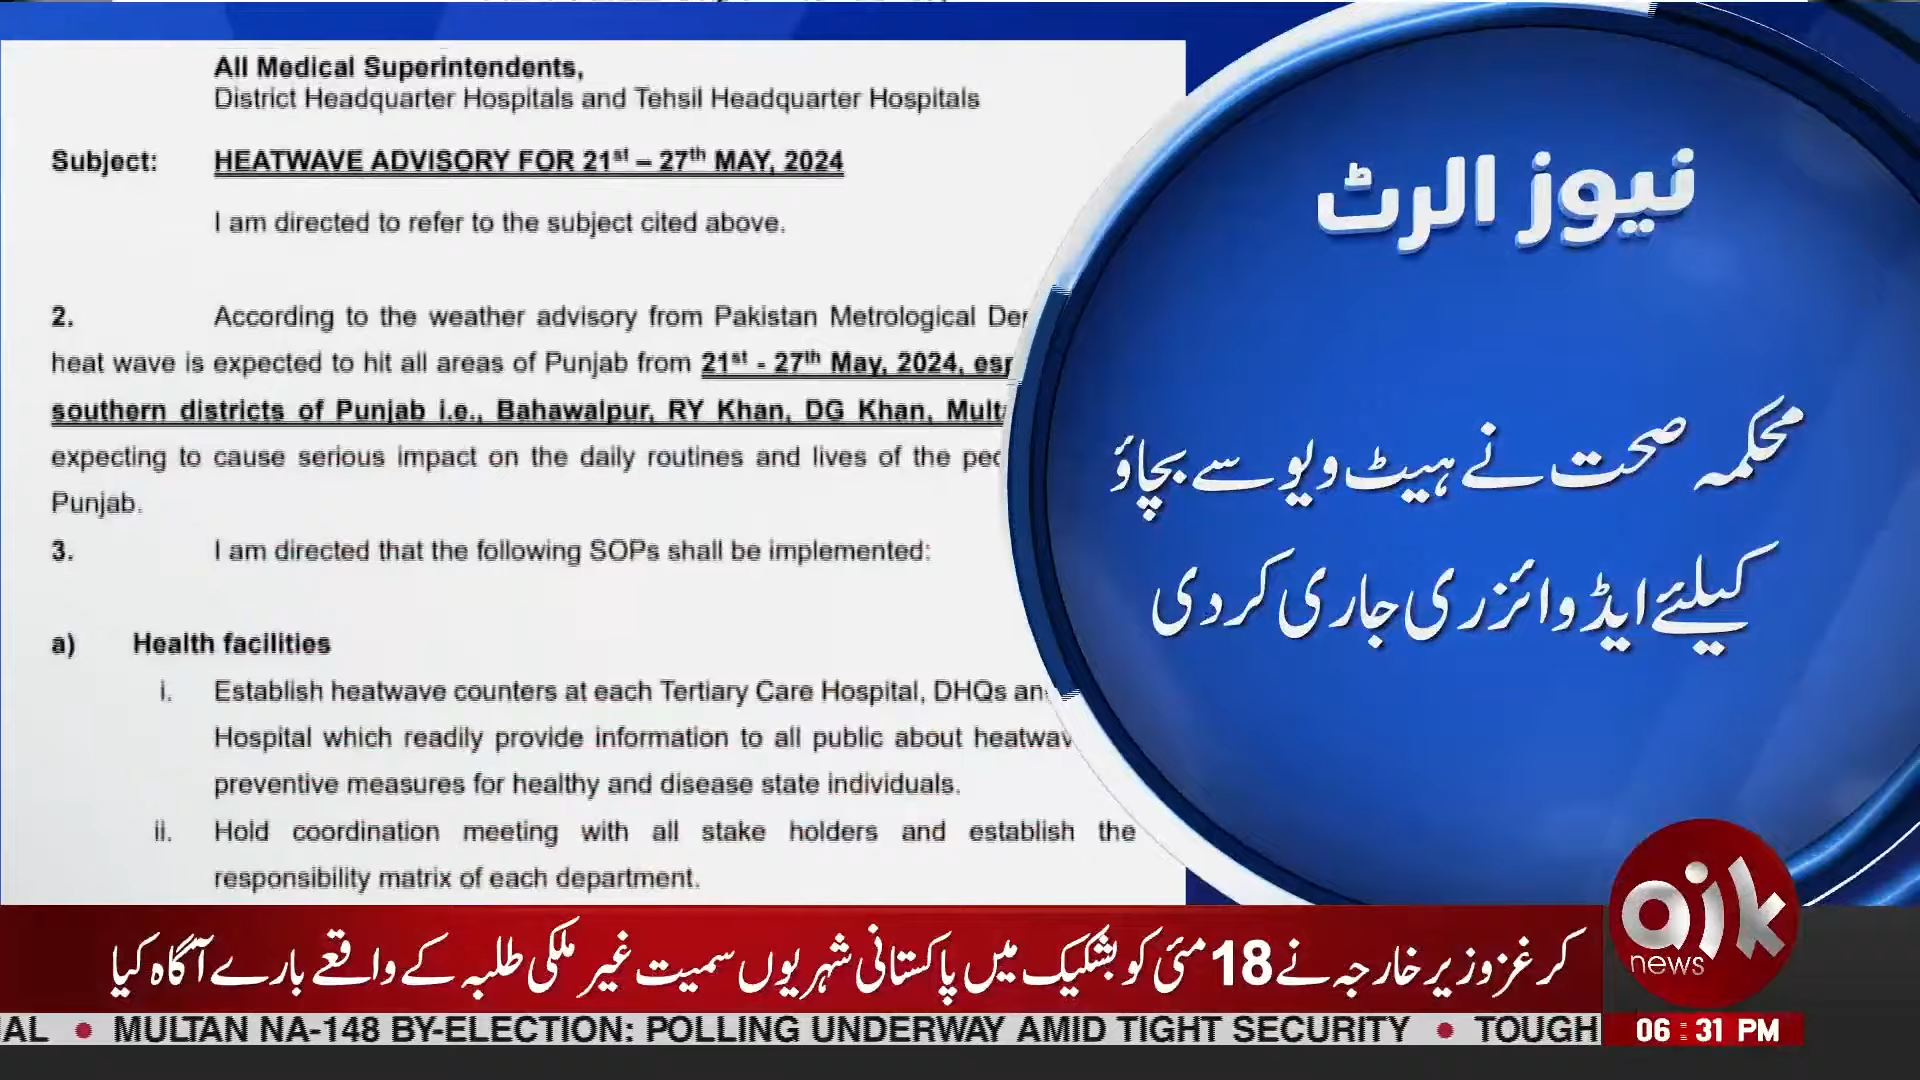 All Medical Superintendents,
District Headquarter Hospitals and Tehsil Headquarter Hospitals
Subject: HEATWAVE ADVISORY FOR 21st – 27th MAY, 2024
I am directed to refer to the subject cited above.
2. According to the weather advisory from Pakistan Metrological
heat wave is expected to hit all areas of Punjab from 21st - 27th May, 2024,
southern districts of Punjab i.e., Bahawalpur, RY Khan, DG Khan,
expecting to cause serious impact on the daily routines and lives of the
Punjab.
3. I am directed that the following SOPs shall be implemented:
a) Health facilities
i. Establish heatwave counters at each Tertiary Care Hospital, DHQs
Hospital which readily provide information to all public about
preventive measures for healthy and disease state individuals.
ii. Hold coordination meeting with all stake holders and establish the
responsibility matrix of each department.
نیوز الرٹ
محکمہ صحت نے ہیٹ ویو سے بچاؤ
کیلئے ایڈوائزری جاری کردی
کرغز وزیر خارجہ نے 18 مئی کو بشکیک میں پاکستانی شہریوں سمیت غیر ملکی طلبہ کے واقعے بارے آگاہ کیا
ajk
news
MULTAN NA-148 BY-ELECTION: POLLING UNDERWAY AMID TIGHT SECURITY • TOUGH
06 : 31 PM